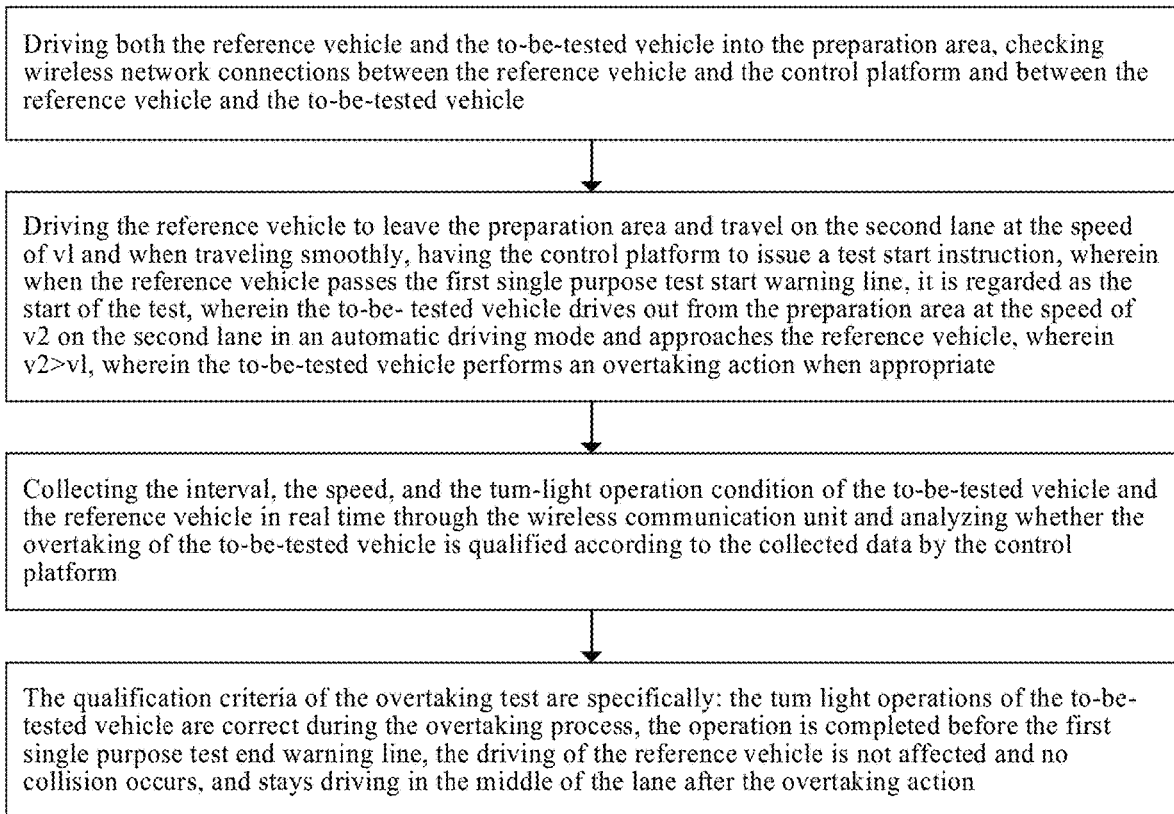 Driving both the reference vehicle and the to-be-tested vehicle into the preparation area, checking
wireless network connections between the reference vehicle and the control platform and between the
reference vehicle and the to-be-tested vehicle
Driving the reference vehicle to leave the preparation area and travel on the second lane at the speed
of vl and when traveling smoothly, having the control platform to issue a test start instruction, wherein
when the reference vehicle passes the first single purpose test start warning line, it is regarded as the
start of the test, wherein the to-be- tested vehicle drives out from the preparation area at the speed of
v2 on the second lane in an automatic driving mode and approaches the reference vehicle, wherein
v2>vl, wherein the to-be-tested vehicle performs an overtaking action when appropriate
Collecting the interval, the speed, and the tum-light operation condition of the to-be-tested vehicle and
the reference vehicle in real time through the wireless communication unit and analyzing whether the
overtaking of the to-be-tested vehicle is qualified according to the collected data by the control
platform
The qualification criteria of the overtaking test are specifically: the tum light operations of the to-be-
tested vehicle are correct during the overtaking process, the operation is completed before the first
single purpose test end warning line, the driving of the reference vehicle is not affected and no
collision occurs, and stays driving in the middle of the lane after the overtaking action